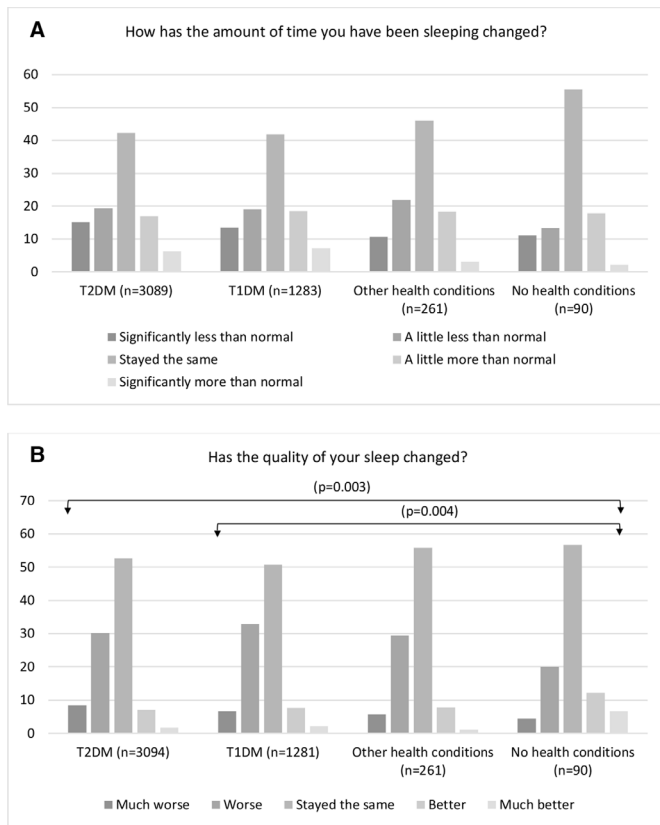 A
How has the amount of time you have been sleeping changed?
60
50
40
30
20
10
0
T2DM (n=3089)
T1DM (n=1283)
Other health conditions
(n=261)
No health conditions
(n=90)
Significantly less than normal
A little less than normal
Stayed the same
A little more than normal
Significantly more than normal
B
Has the quality of your sleep changed?
70
(p=0.003)
60
(p=0.004)
50
40
30
20
10
0
T2DM (n=3094)
T1DM (n=1281)
Other health conditions
(n=261)
No health conditions
(n=90)
Much worse
Worse
Stayed the same
Better
Much better